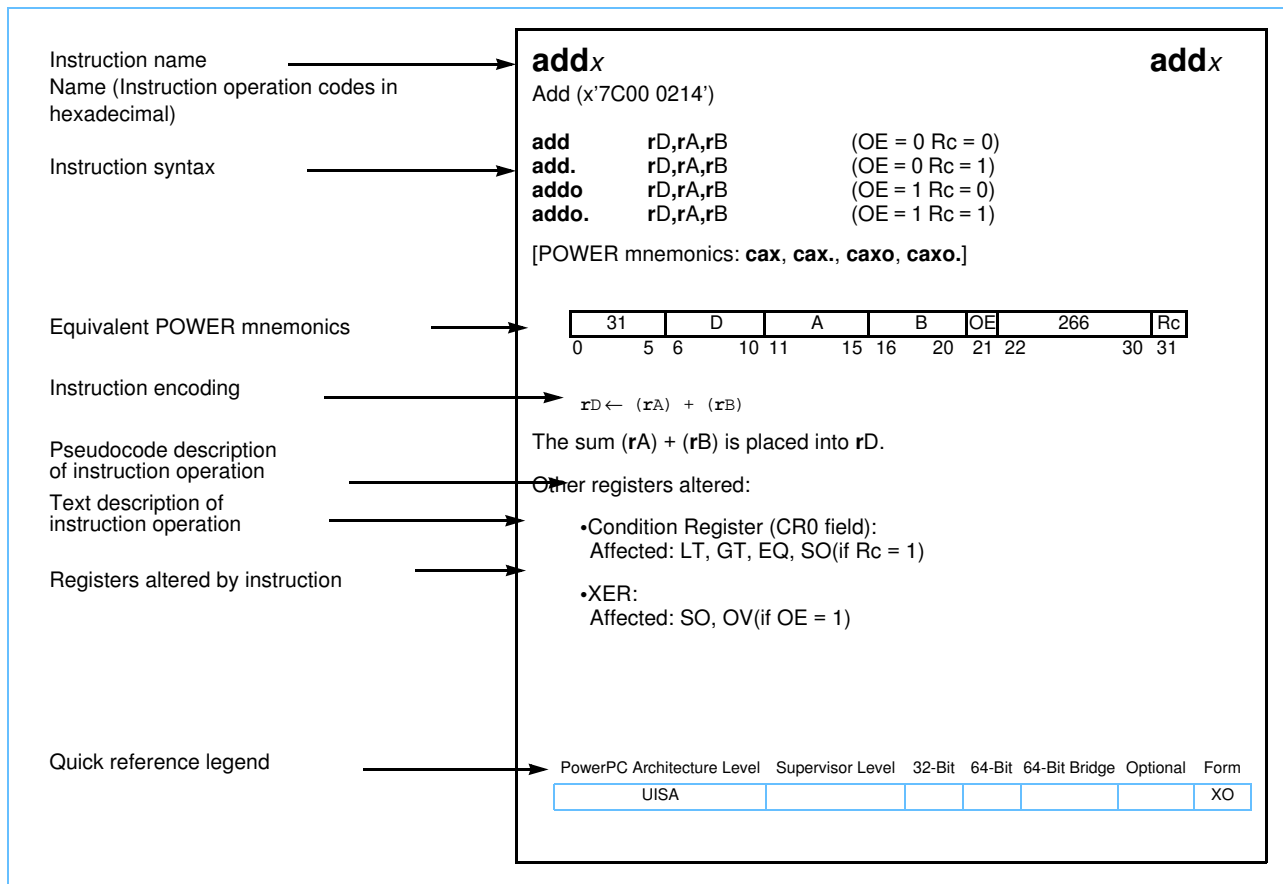 Instruction name
Name (Instruction operation codes in
hexadecimal)
Instruction syntax
Equivalent POWER mnemonics
Instruction encoding
Pseudocode description
of instruction operation
Text description of
instruction operation
Registers altered by instruction
Quick reference legend
addx addx
Add (x'7C00 0214')
add rD,rA,rB (OE = 0 Rc = 0)
add. rD,rA,rB (OE = 0 Rc = 1)
addo rD,rA,rB (OE = 1 Rc = 0)
addo. rD,rA,rB (OE = 1 Rc = 1)
[POWER mnemonics: cax, cax., caxo, caxo.]
31 D A B OE 266 Rc
0 5 6 10 11 15 16 20 21 22 30 31
rD ← (rA) + (rB)
The sum (rA) + (rB) is placed into rD.
Other registers altered:
•Condition Register (CR0 field):
Affected: LT, GT, EQ, SO(if Rc = 1)
•XER:
Affected: SO, OV(if OE = 1)
PowerPC Architecture Level Supervisor Level 32-Bit 64-Bit 64-Bit Bridge Optional Form
UISA XO